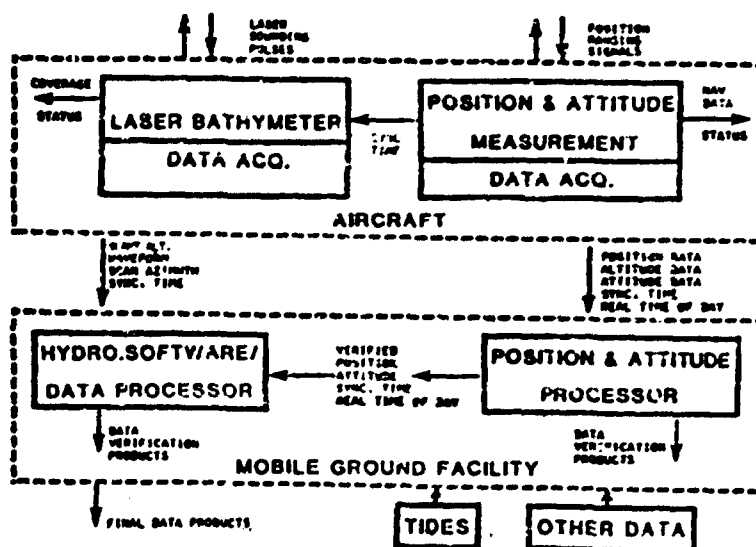 LASER
SOUNDING
PULSES
POSITION
RANGING
SIGNALS
COVERAGE
STATUS
LASER BATHYMETER
DATA ACQ.
SYNC.
TIME
POSITION & ATTITUDE
MEASUREMENT
DATA ACQ.
NAV
DATA
STATUS
AIRCRAFT
SLANT ALT.
WAVEFORM
SCAN AZIMUTH
SYNC. TIME
POSITION DATA
ALTITUDE DATA
ATTITUDE DATA
SYNC. TIME
REAL TIME OF DAY
HYDRO.SOFTWARE/
DATA PROCESSOR
VERIFIED
POSITION
ATTITUDE
SYNC. TIME
REAL TIME OF DAY
POSITION & ATTITUDE
PROCESSOR
DATA
VERIFICATION
PRODUCTS
DATA
VERIFICATION
PRODUCTS
MOBILE GROUND FACILITY
FINAL DATA PRODUCTS
TIDES
OTHER DATA